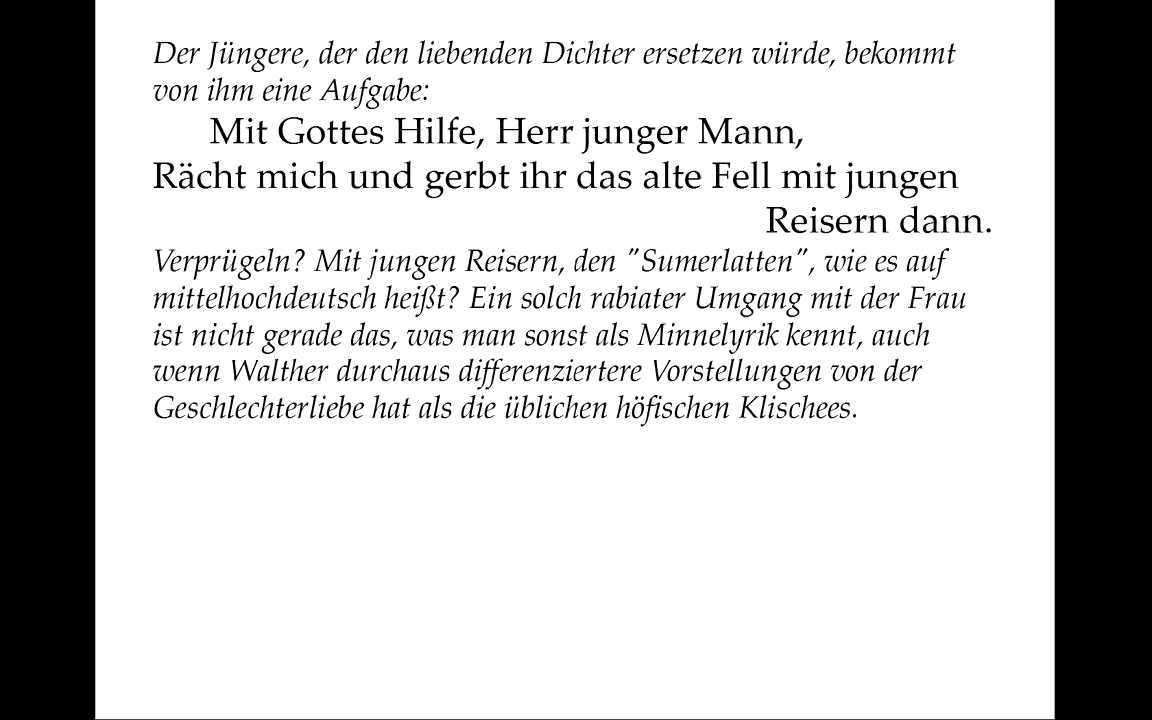 Der Jüngere, der den liebenden Dichter ersetzen würde, bekommt
von ihm eine Aufgabe:
Mit Gottes Hilfe, Herr junger Mann,
Rächt mich und gerbt ihr das alte Fell mit jungen
Reisern dann.
Verprügeln? Mit jungen Reisern, den "Sumerlatten", wie es auf
mittelhochdeutsch heißt? Ein solch rabiater Umgang mit der Frau
ist nicht gerade das, was man sonst als Minnelyrik kennt, auch
wenn Walther durchaus differenziertere Vorstellungen von der
Geschlechterliebe hat als die üblichen höfischen Klischees.